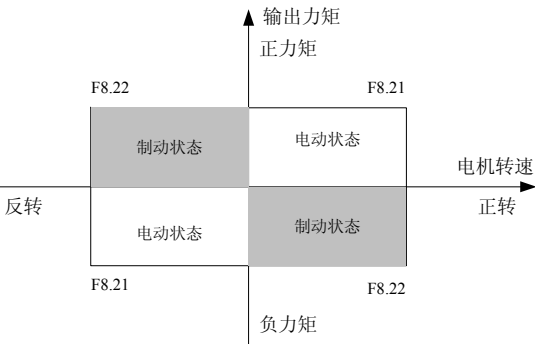 输出力矩
正力矩
F8.22
F8.21
制动状态
电动状态
电机转速
反转
正转
电动状态
制动状态
F8.21
F8.22
负力矩